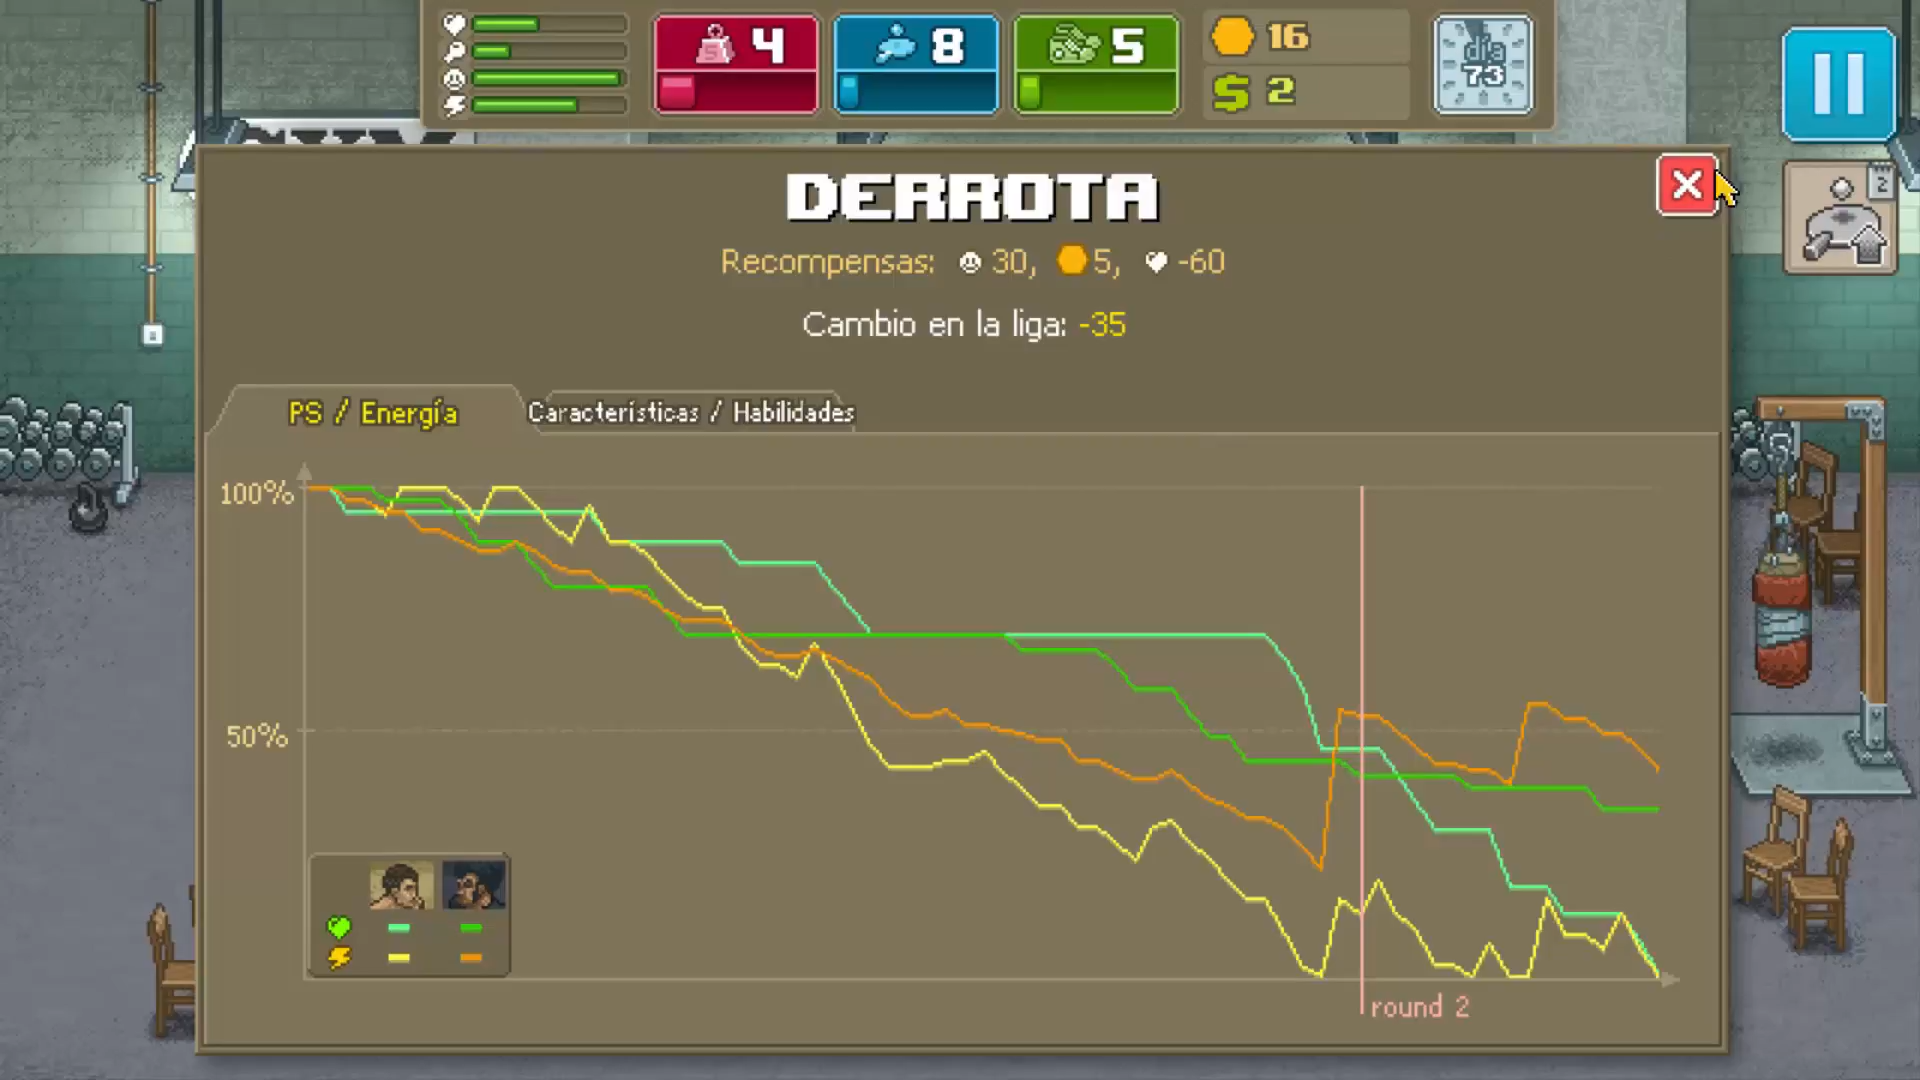 4
8
5
16
2
día
73
2
DERROTA
Recompensas: 30, 5, -60
Cambio en la liga: -35
PS / Energía
Características / Habilidades
100%
50%
round 2